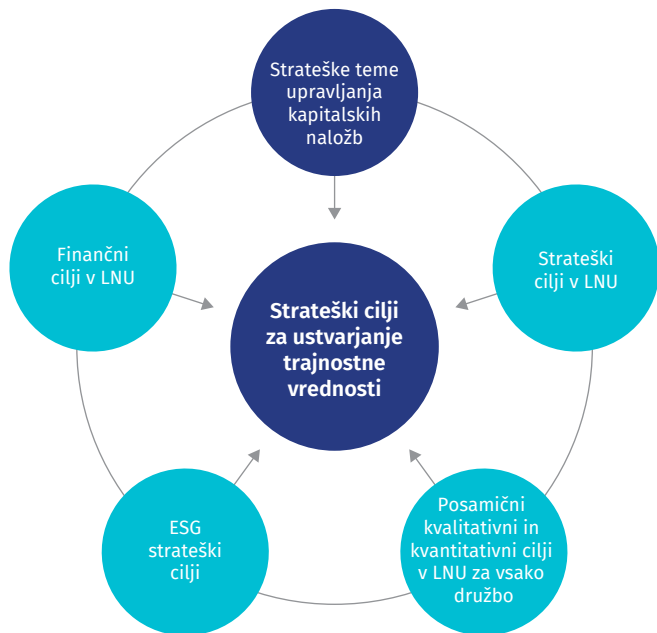 Strateške teme
upravljanja
kapitalskih
naložb
Finančni
cilji v LNU
Strateški
cilji v LNU
Strateški cilji
za ustvarjanje
trajnostne
vrednosti
ESG
strateški
cilji
Posamični
kvalitativni in
kvantitativni cilji
v LNU za vsako
družbo